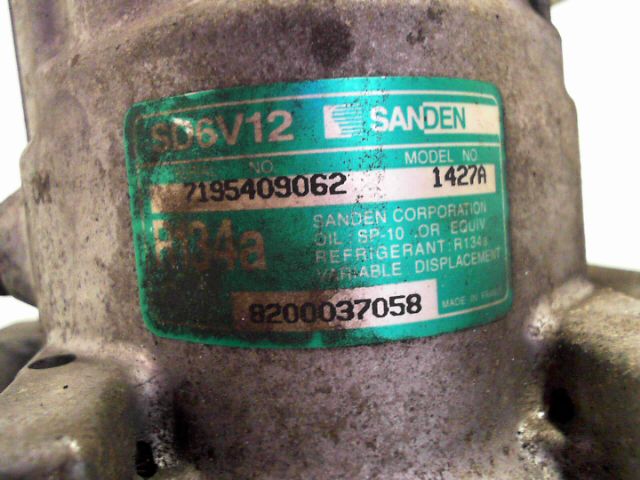 SD6V12 SANDEN
NO. MODEL NO.
7195409062 1427A
R134a
SANDEN CORPORATION
OIL : SP-10 OR EQUIV.
REFRIGERANT : R134a
VARIABLE DISPLACEMENT
8200037058
MADE IN FRANCE